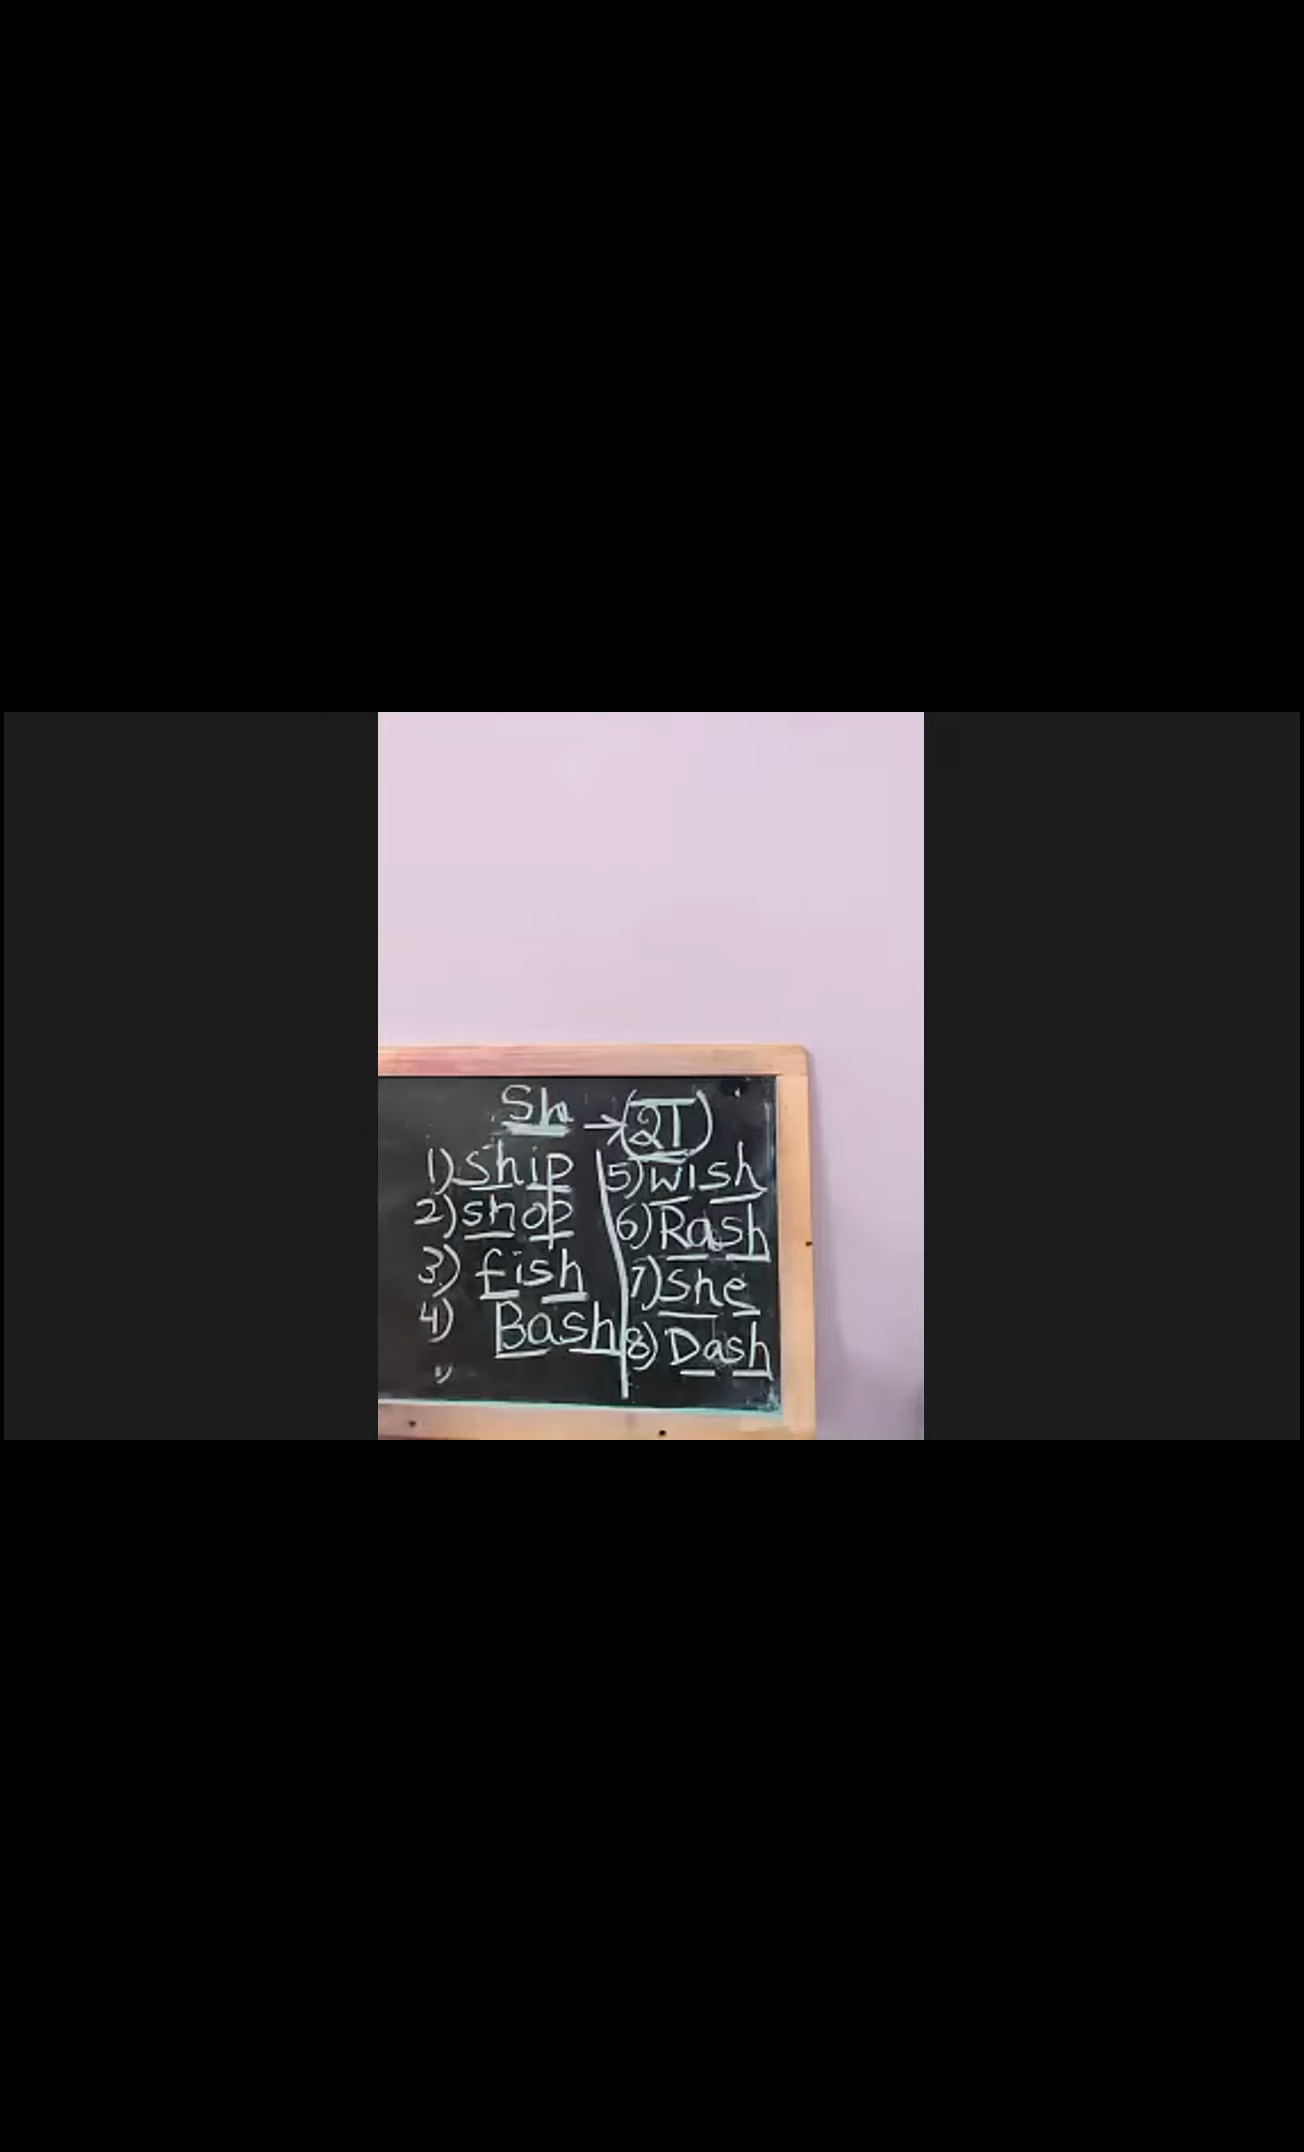 Sh → (श)
1) Ship
2) shop
3) fish
4) Bash
5) wish
6) Rash
7) She
8) Dash